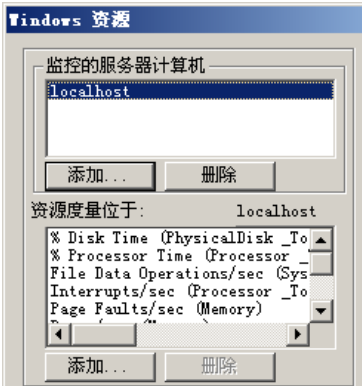 Windows 资源
监控的服务器计算机
localhost
添加... 删除
资源度量位于: localhost
% Disk Time (PhysicalDisk _To
% Processor Time (Processor _
File Data Operations/sec (Sys
Interrupts/sec (Processor _To
Page Faults/sec (Memory)
添加... 删除